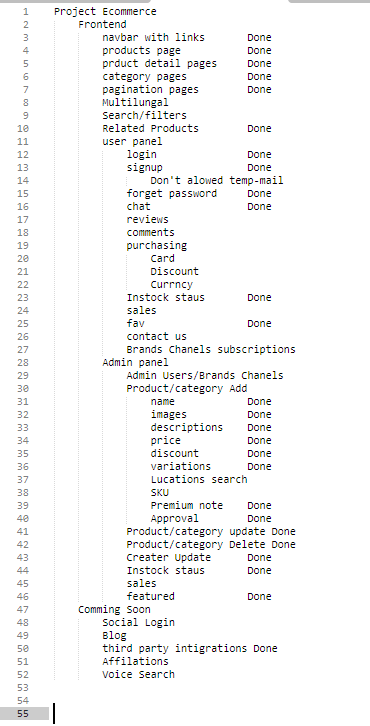 1 Project Ecommerce
2 Frontend
3 navbar with links Done
4 products page Done
5 prduct detail pages Done
6 category pages Done
7 pagination pages Done
8 Multilungal
9 Search/filters
10 Related Products Done
11 user panel
12 login Done
13 signup Done
14 Don't alowed temp-mail
15 forget password Done
16 chat Done
17 reviews
18 comments
19 purchasing
20 Card
21 Discount
22 Currncy
23 Instock staus Done
24 sales
25 fav Done
26 contact us
27 Brands Chanels subscriptions
28 Admin panel
29 Admin Users/Brands Chanels
30 Product/category Add
31 name Done
32 images Done
33 descriptions Done
34 price Done
35 discount Done
36 variations Done
37 Lucations search
38 SKU
39 Premium note Done
40 Approval Done
41 Product/category update Done
42 Product/category Delete Done
43 Creater Update Done
44 Instock staus Done
45 sales
46 featured Done
47 Comming Soon
48 Social Login
49 Blog
50 third party intigrations Done
51 Affilations
52 Voice Search
53
54
55